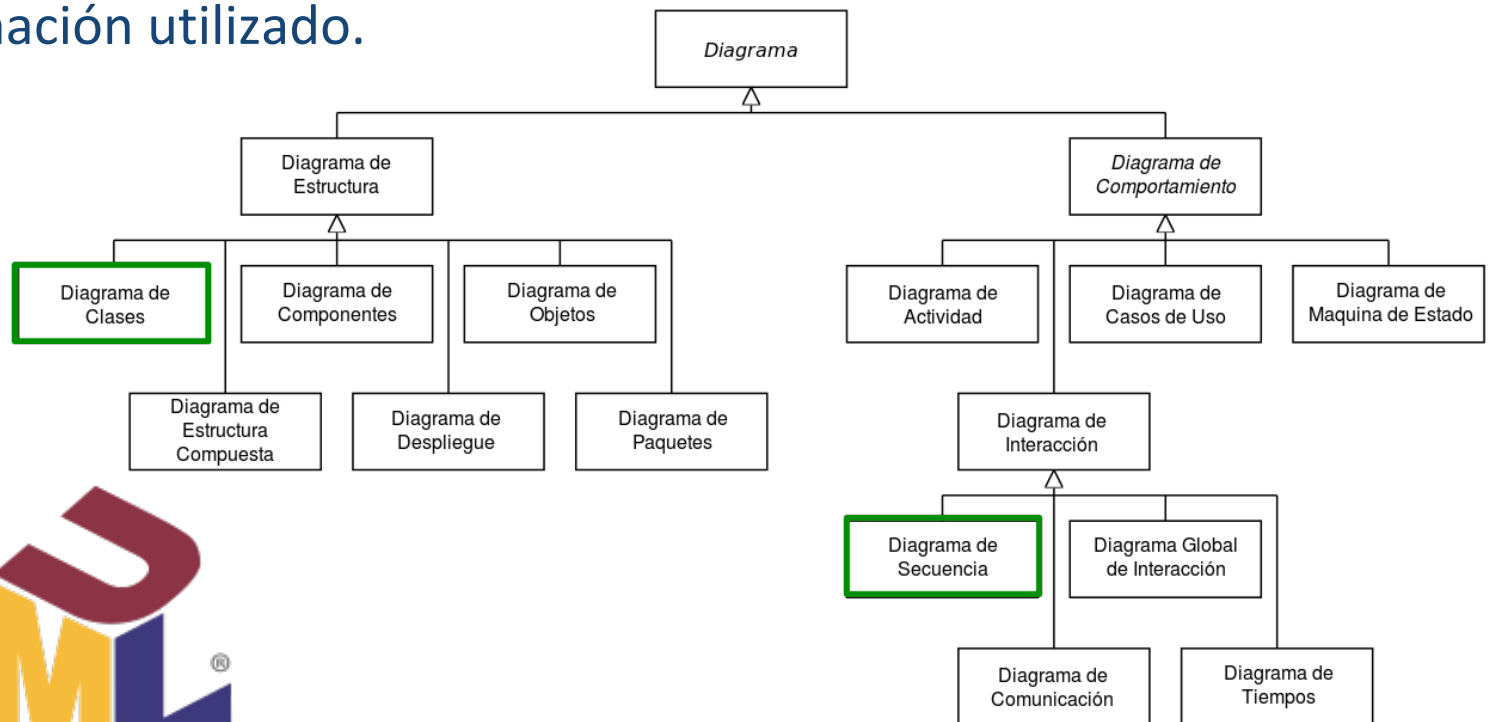 nación utilizado.
Diagrama
Diagrama de
Estructura
Diagrama de
Comportamiento
Diagrama de
Clases
Diagrama de
Componentes
Diagrama de
Objetos
Diagrama de
Actividad
Diagrama de
Casos de Uso
Diagrama de
Maquina de Estado
Diagrama de
Estructura
Compuesta
Diagrama de
Despliegue
Diagrama de
Paquetes
Diagrama de
Interacción
Diagrama de
Secuencia
Diagrama Global
de Interacción
Diagrama de
Comunicación
Diagrama de
Tiempos
UML
®